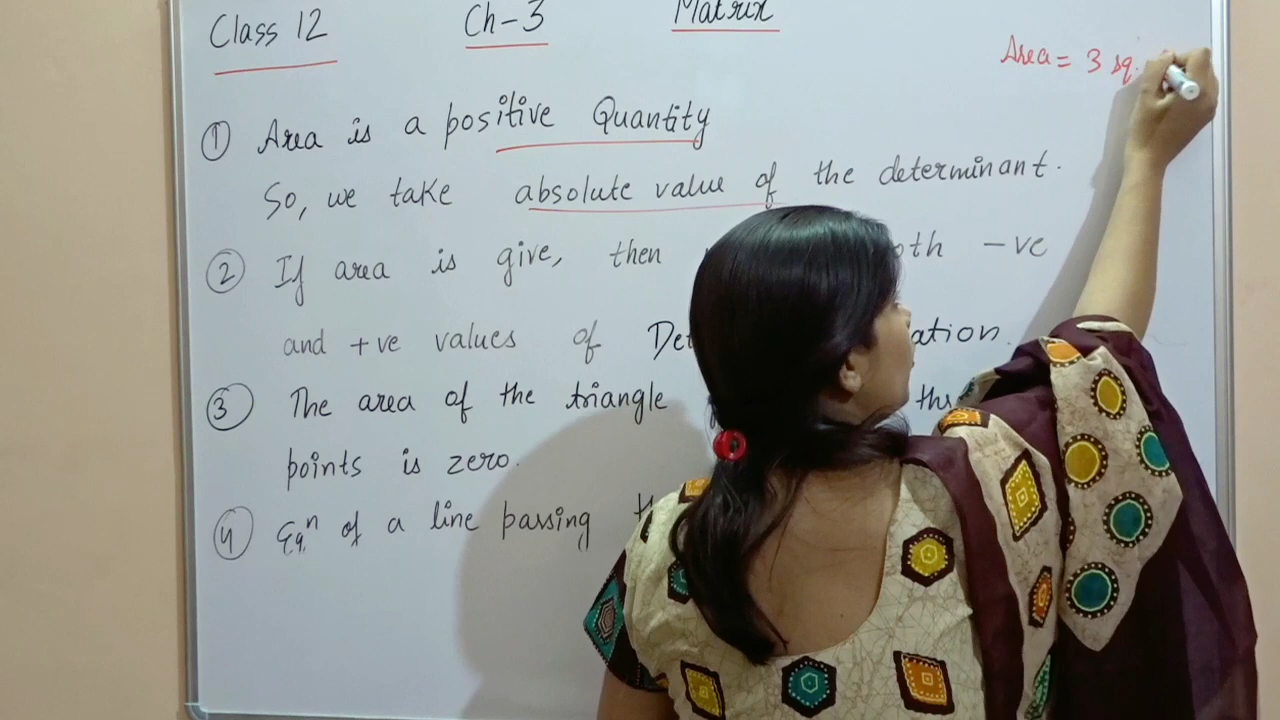 Class 12 Ch-3 Matrix
Area = 3 sq.
① Area is a positive Quantity
So, we take absolute value of the determinant.
② If area is give, then oth -ve
and +ve values of Det ation.
③ The area of the triangle
points is zero.
④ Eqⁿ of a line passing